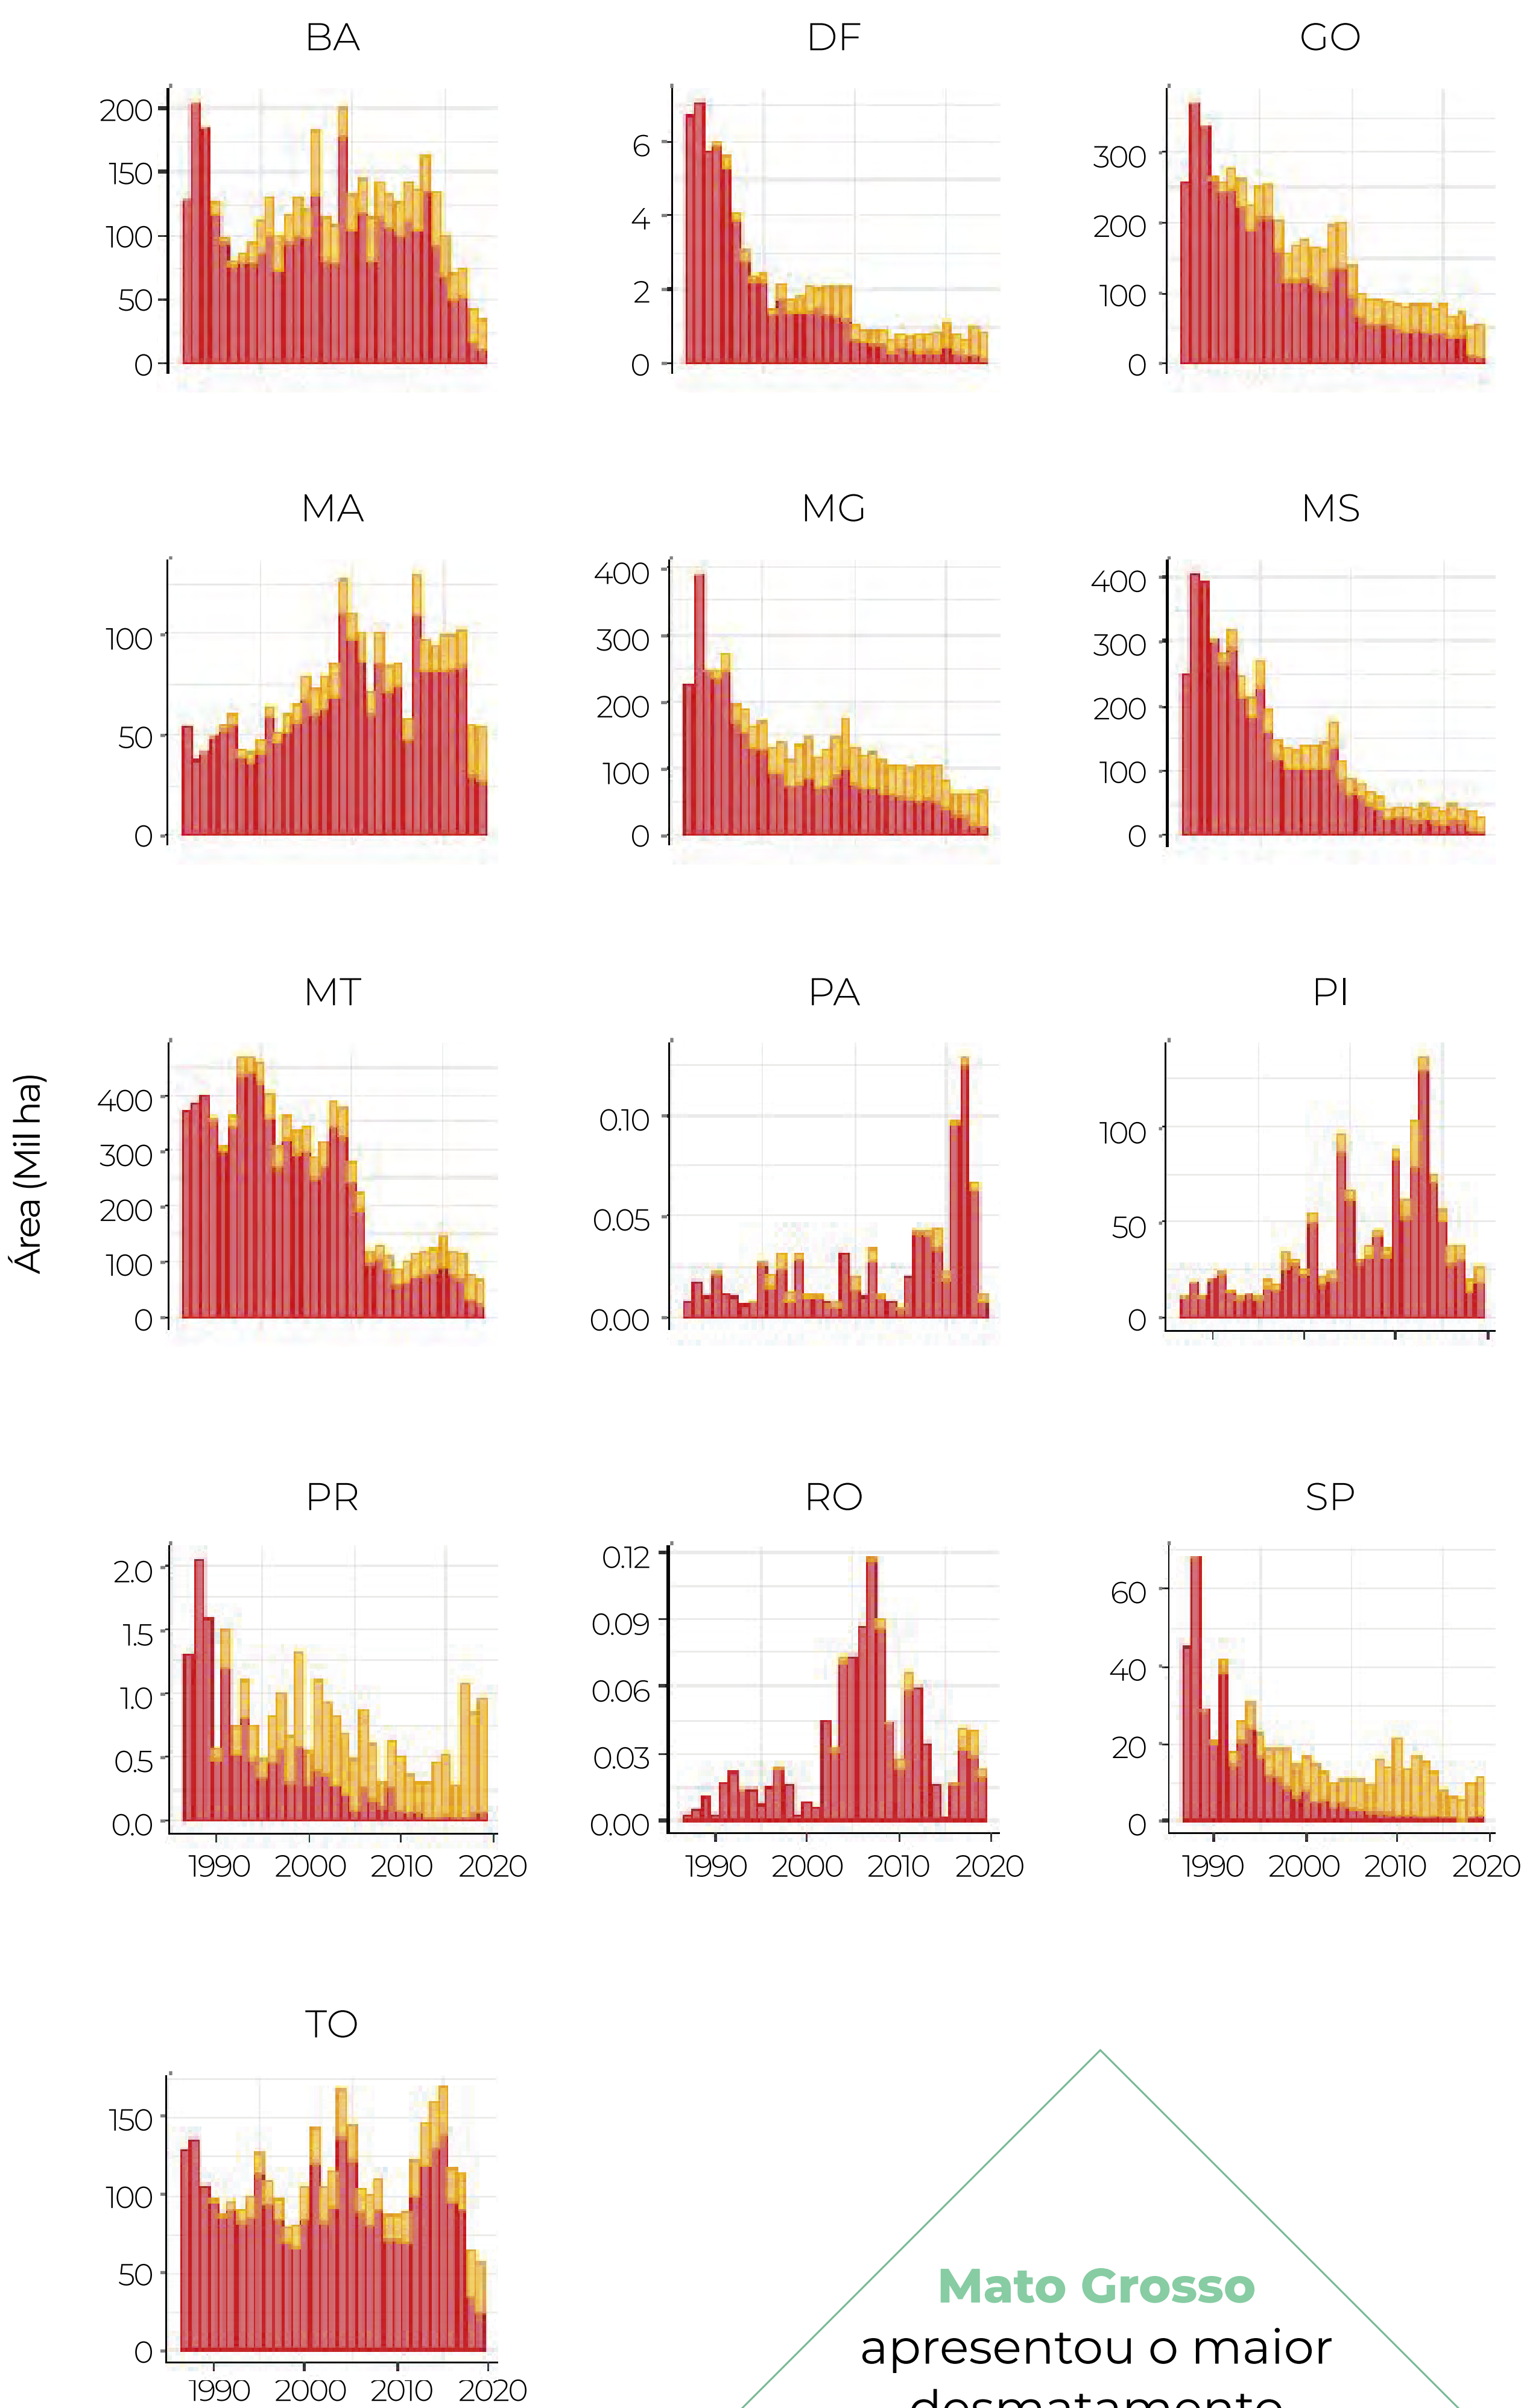 BA DF GO
200 6 300
150 4 200
100 2 100
50 0 0
0
MA MG MS
100 400 400
50 300 300
0 200 200
100 100
0 0
MT PA PI
Área (Mil ha)
400 0.10 100
300 0.05 50
200 0.00 0
100
0
PR RO SP
2.0 0.12 60
1.5 0.09 40
1.0 0.06 20
0.5 0.03 0
0.0 0.00
1990 2000 2010 2020 1990 2000 2010 2020 1990 2000 2010 2020
TO
150
100
50
0
1990 2000 2010 2020
Mato Grosso
apresentou o maior
desmatamento